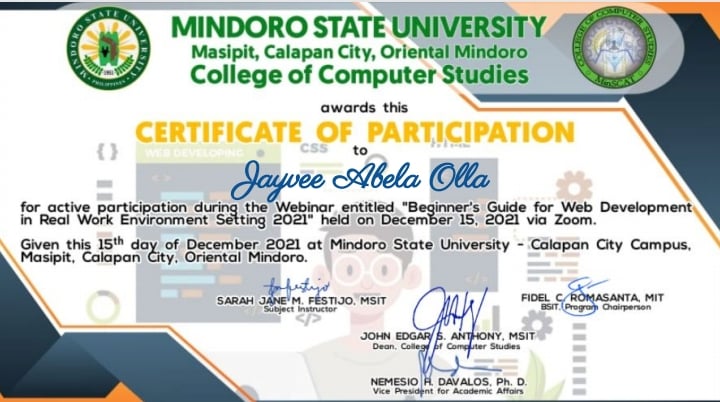 MINDORO STATE UNIVERSITY
Masipit, Calapan City, Oriental Mindoro
College of Computer Studies
awards this
CERTIFICATE OF PARTICIPATION
to
Jayvee Abela Olla
for active participation during the Webinar entitled "Beginner's Guide for Web Development
in Real Work Environment Setting 2021" held on December 15, 2021 via Zoom.
Given this 15th day of December 2021 at Mindoro State University - Calapan City Campus,
Masipit, Calapan City, Oriental Mindoro.
SARAH JANE M. FESTIJO, MSIT
Subject Instructor
FIDEL C. ROMASANTA, MIT
BSIT, Program Chairperson
JOHN EDGAR S. ANTHONY, MSIT
Dean, College of Computer Studies
NEMESIO H. DAVALOS, Ph. D.
Vice President for Academic Affairs
MINDORO STATE UNIVERSITY
PHILIPPINES
1951
COLLEGE OF COMPUTER STUDIES
MinSCAT
WEB DEVELOPING
CSS
{ }
</>